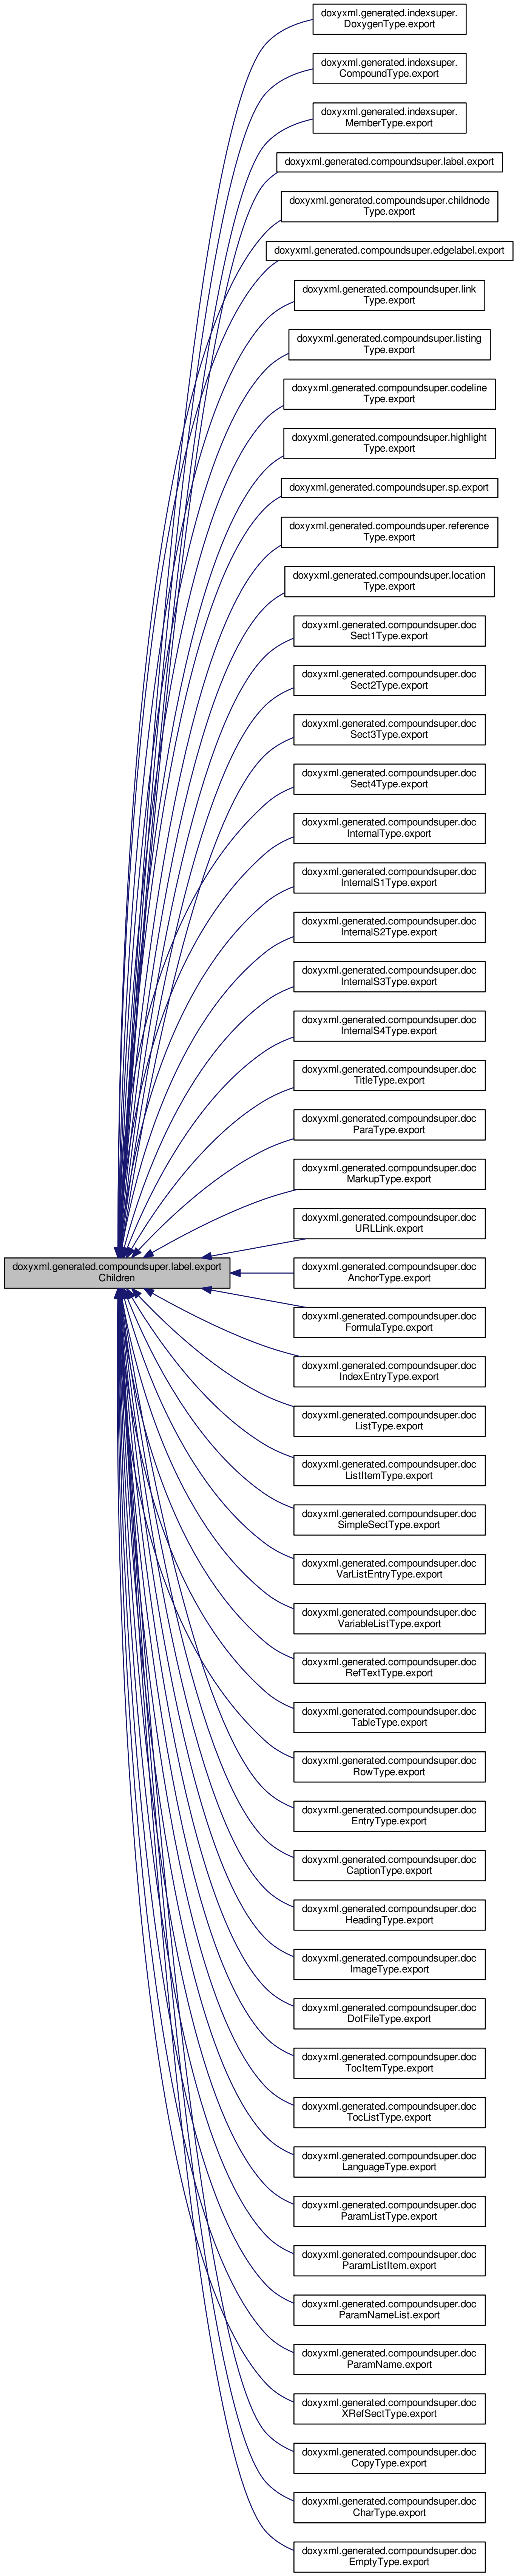 doxyxml.generated.indexsuper.
DoxygenType.export
doxyxml.generated.indexsuper.
CompoundType.export
doxyxml.generated.indexsuper.
MemberType.export
doxyxml.generated.compoundsuper.label.export
doxyxml.generated.compoundsuper.childnode
Type.export
doxyxml.generated.compoundsuper.edgelabel.export
doxyxml.generated.compoundsuper.link
Type.export
doxyxml.generated.compoundsuper.listing
Type.export
doxyxml.generated.compoundsuper.codeline
Type.export
doxyxml.generated.compoundsuper.highlight
Type.export
doxyxml.generated.compoundsuper.sp.export
doxyxml.generated.compoundsuper.reference
Type.export
doxyxml.generated.compoundsuper.location
Type.export
doxyxml.generated.compoundsuper.doc
Sect1Type.export
doxyxml.generated.compoundsuper.doc
Sect2Type.export
doxyxml.generated.compoundsuper.doc
Sect3Type.export
doxyxml.generated.compoundsuper.doc
Sect4Type.export
doxyxml.generated.compoundsuper.doc
InternalType.export
doxyxml.generated.compoundsuper.doc
InternalS1Type.export
doxyxml.generated.compoundsuper.doc
InternalS2Type.export
doxyxml.generated.compoundsuper.doc
InternalS3Type.export
doxyxml.generated.compoundsuper.doc
InternalS4Type.export
doxyxml.generated.compoundsuper.doc
TitleType.export
doxyxml.generated.compoundsuper.doc
ParaType.export
doxyxml.generated.compoundsuper.doc
MarkupType.export
doxyxml.generated.compoundsuper.doc
URLLink.export
doxyxml.generated.compoundsuper.label.export
Children
doxyxml.generated.compoundsuper.doc
AnchorType.export
doxyxml.generated.compoundsuper.doc
FormulaType.export
doxyxml.generated.compoundsuper.doc
IndexEntryType.export
doxyxml.generated.compoundsuper.doc
ListType.export
doxyxml.generated.compoundsuper.doc
ListItemType.export
doxyxml.generated.compoundsuper.doc
SimpleSectType.export
doxyxml.generated.compoundsuper.doc
VarListEntryType.export
doxyxml.generated.compoundsuper.doc
VariableListType.export
doxyxml.generated.compoundsuper.doc
RefTextType.export
doxyxml.generated.compoundsuper.doc
TableType.export
doxyxml.generated.compoundsuper.doc
RowType.export
doxyxml.generated.compoundsuper.doc
EntryType.export
doxyxml.generated.compoundsuper.doc
CaptionType.export
doxyxml.generated.compoundsuper.doc
HeadingType.export
doxyxml.generated.compoundsuper.doc
ImageType.export
doxyxml.generated.compoundsuper.doc
DotFileType.export
doxyxml.generated.compoundsuper.doc
TocItemType.export
doxyxml.generated.compoundsuper.doc
TocListType.export
doxyxml.generated.compoundsuper.doc
LanguageType.export
doxyxml.generated.compoundsuper.doc
ParamListType.export
doxyxml.generated.compoundsuper.doc
ParamListItem.export
doxyxml.generated.compoundsuper.doc
ParamNameList.export
doxyxml.generated.compoundsuper.doc
ParamName.export
doxyxml.generated.compoundsuper.doc
XRefSectType.export
doxyxml.generated.compoundsuper.doc
CopyType.export
doxyxml.generated.compoundsuper.doc
CharType.export
doxyxml.generated.compoundsuper.doc
EmptyType.export